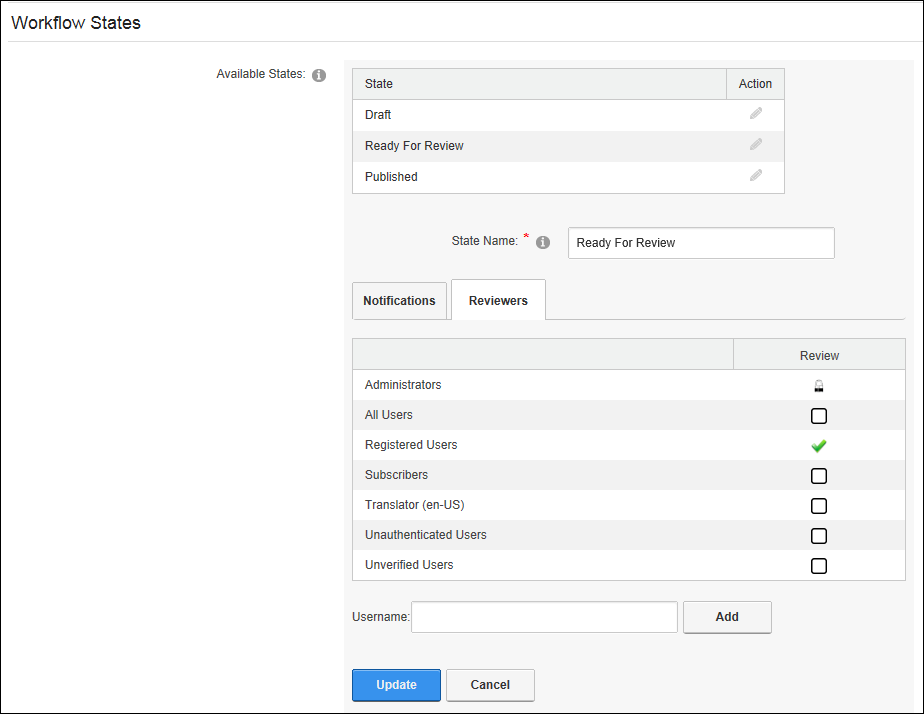 Workflow States
Available States:
State Action
Draft
Ready For Review
Published
State Name: * Ready For Review
Notifications Reviewers
Review
Administrators
All Users
Registered Users
Subscribers
Translator (en-US)
Unauthenticated Users
Unverified Users
Username: Add
Update Cancel